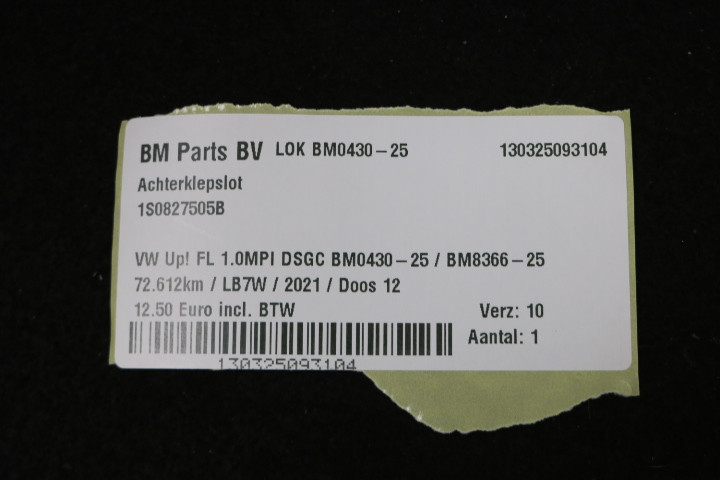 BM Parts BV LOK BM0430-25 130325093104
Achterklepslot
1S0827505B
VW Up! FL 1.0MPI DSGC BM0430-25 / BM8366-25
72.612km / LB7W / 2021 / Doos 12
12.50 Euro incl. BTW Verz: 10
Aantal: 1
130325093104